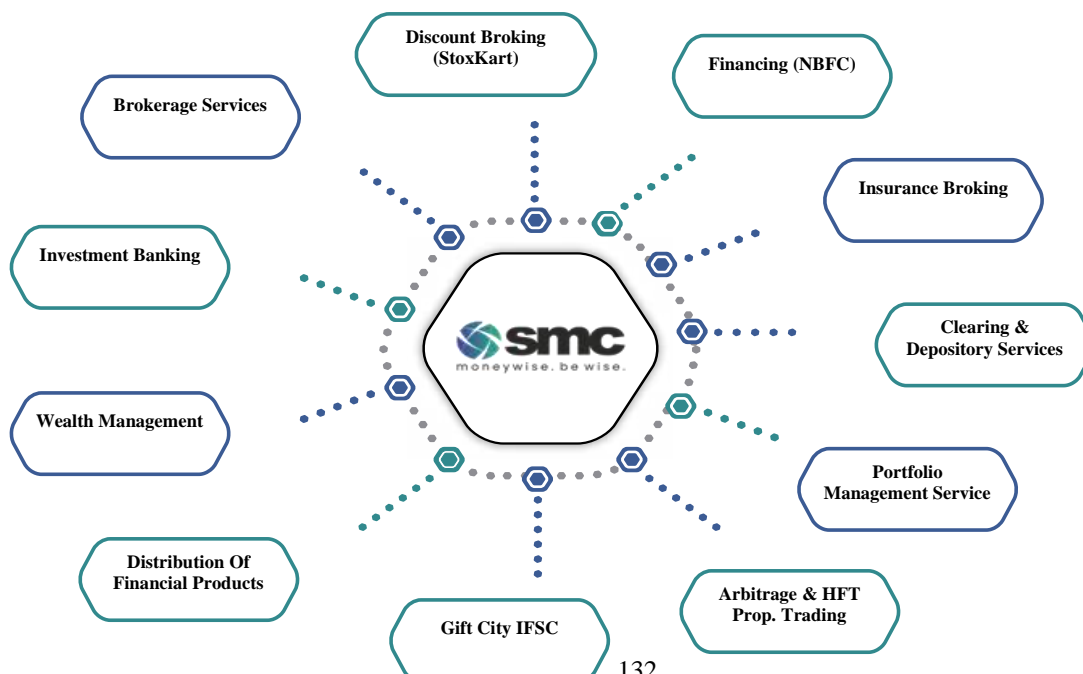 Discount Broking
(StoxKart)
Financing (NBFC)
Brokerage Services
Insurance Broking
Investment Banking
Clearing &
Depository Services
smc
moneywise. be wise.
Wealth Management
Portfolio
Management Service
Distribution Of
Financial Products
Arbitrage & HFT
Prop. Trading
Gift City IFSC
132